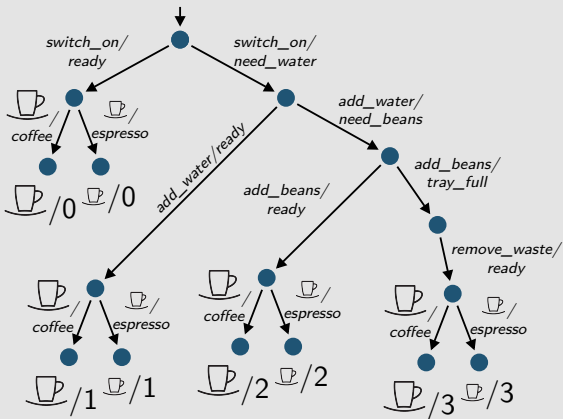 switch_on/
ready
switch_on/
need_water
/
coffee
/
espresso
add_water/
need_beans
add_water/ready
add_beans/
ready
add_beans/
tray_full
/0
/0
remove_waste/
ready
/
coffee
/
espresso
/
coffee
/
espresso
/
coffee
/
espresso
/1
/1
/2
/2
/3
/3